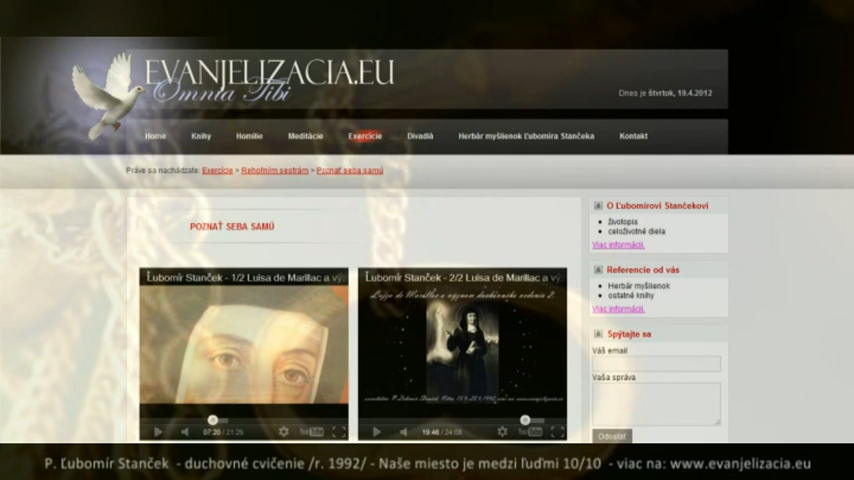 EVANJELIZACIA.EU
Omnia Tibi
Dnes je štvrtok, 19.4.2012
Home Knihy Homílie Meditácie Exercície Divadlá Herbár myšlienok Ľubomíra Stančeka Kontakt
Práve sa nachádzate: Exercície > Rehoľným sestrám > Poznať seba samú
POZNAŤ SEBA SAMÚ
Ľubomír Stanček - 1/2 Luisa de Marillac a vý
Ľubomír Stanček - 2/2 Luisa de Marillac a vý
07:20 / 21:25
YouTube
19:46 / 24:08
YouTube
O Ľubomírovi Stančekovi
životopis
celoživotné diela
Viac informácií.
Referencie od vás
Herbár myšlienok
ostatné knihy
Viac informácií.
Spýtajte sa
Váš email
Vaša správa
Odoslať
P. Ľubomír Stanček - duchovné cvičenie /r. 1992/ - Naše miesto je medzi ľuďmi 10/10 - viac na: www.evanjelizacia.eu